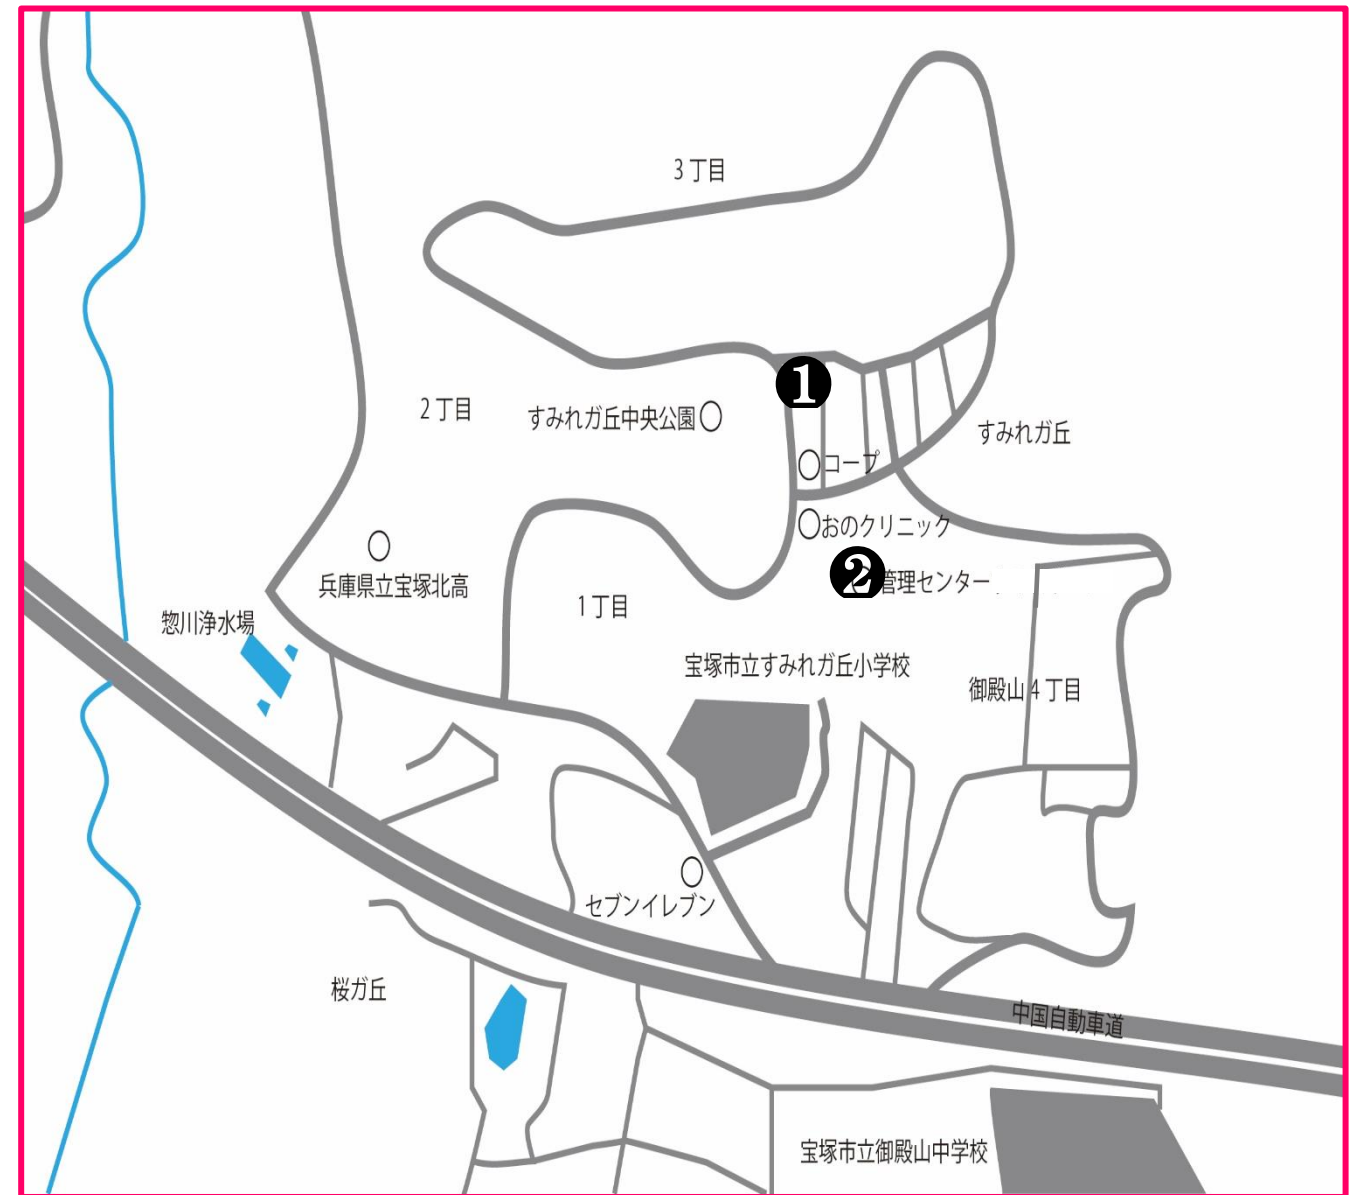 3丁目
❶
2丁目
すみれガ丘中央公園
すみれガ丘
コープ
おのクリニック
兵庫県立宝塚北高
❷管理センター
1丁目
惣川浄水場
宝塚市立すみれガ丘小学校
御殿山4丁目
セブンイレブン
桜ガ丘
中国自動車道
宝塚市立御殿山中学校